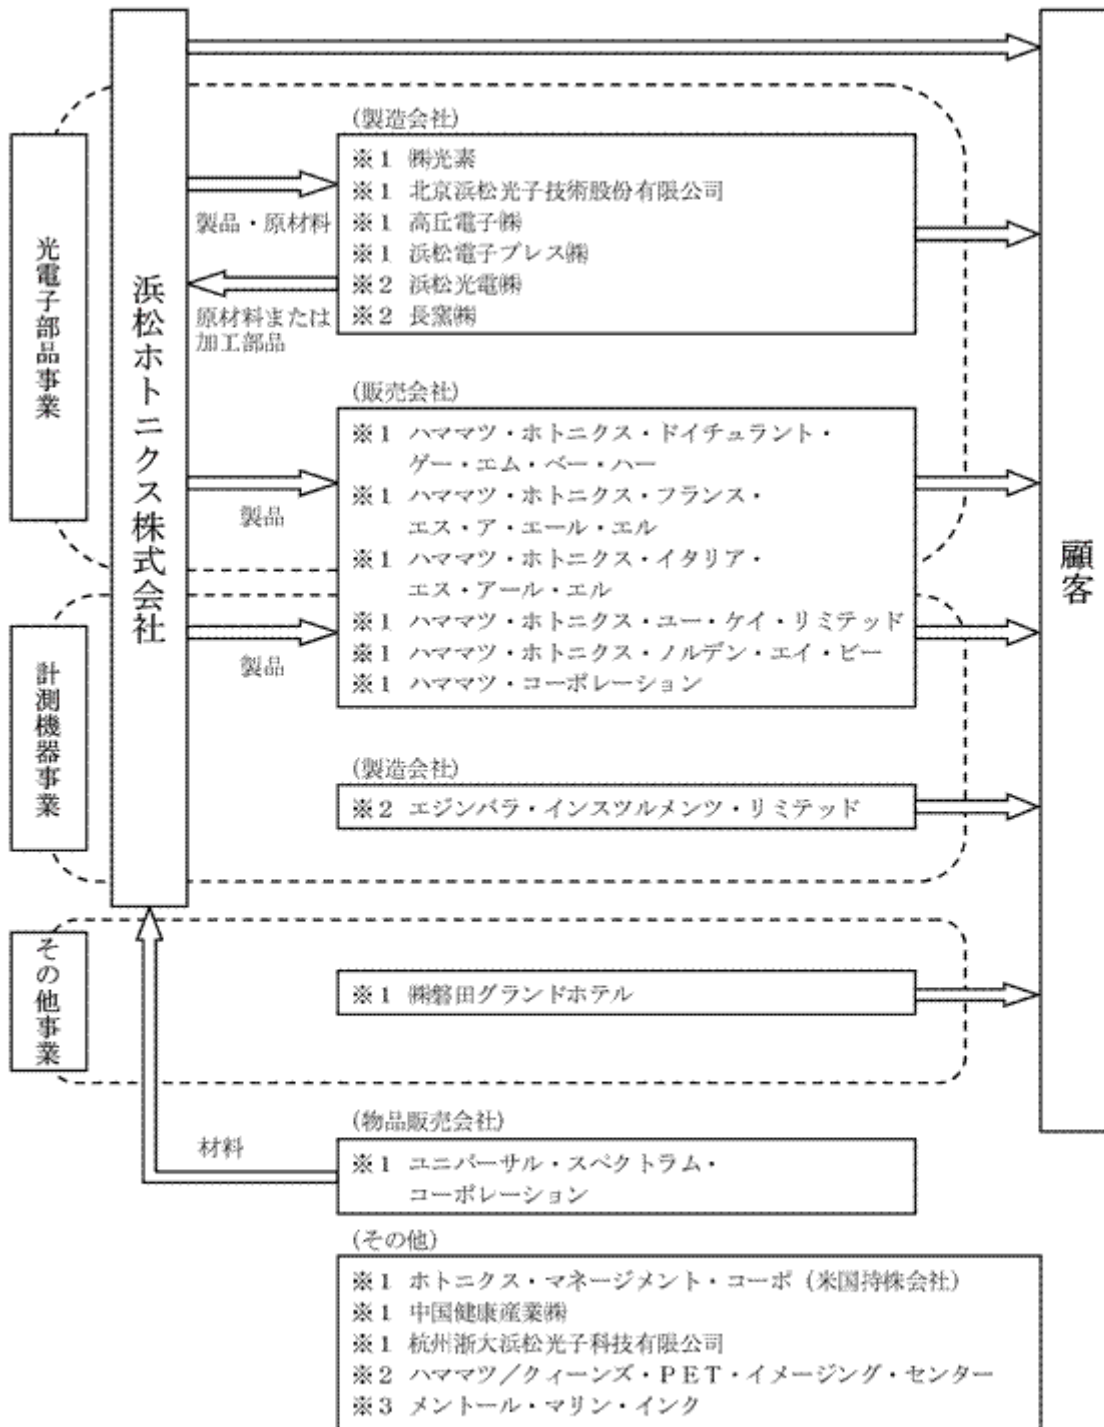 浜松ホトニクス株式会社
顧客
光電子部品事業
(製造会社)
※1 ㈱光素
※1 北京浜松光子技術股份有限公司
※1 高丘電子㈱
※1 浜松電子プレス㈱
※2 浜松光電㈱
※2 長窯㈱
製品・原材料
原材料または
加工部品
(販売会社)
※1 ハママツ・ホトニクス・ドイチュラント・
ゲー・エム・ベー・ハー
※1 ハママツ・ホトニクス・フランス・
エス・ア・エール・エル
※1 ハママツ・ホトニクス・イタリア・
エス・アール・エル
※1 ハママツ・ホトニクス・ユー・ケイ・リミテッド
※1 ハママツ・ホトニクス・ノルデン・エイ・ビー
※1 ハママツ・コーポレーション
製品
製品
計測機器事業
(製造会社)
※2 エジンバラ・インスツルメンツ・リミテッド
その他事業
※1 ㈱磐田グランドホテル
材料
(物品販売会社)
※1 ユニバーサル・スペクトラム・
コーポレーション
(その他)
※1 ホトニクス・マネージメント・コーポ (米国持株会社)
※1 中国健康産業㈱
※1 杭州浙大浜松光子科技有限公司
※2 ハママツ/クィーンズ・PET・イメージング・センター
※3 メントール・マリン・インク